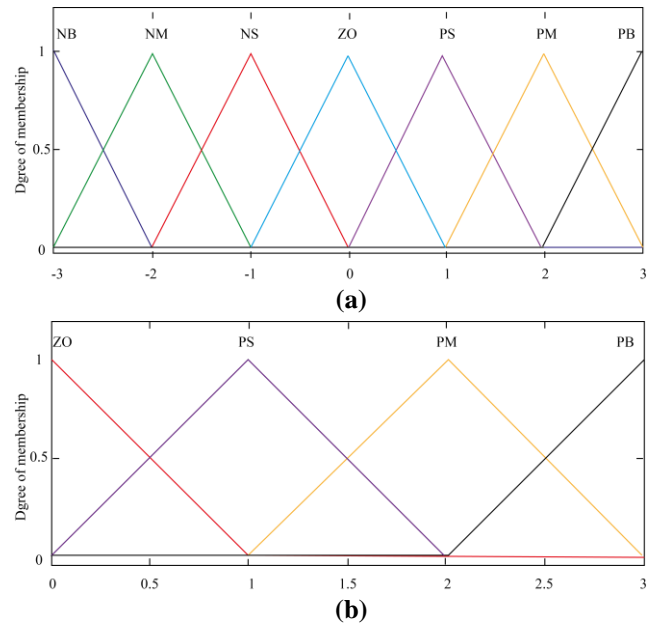 NB NM NS ZO PS PM PB
1
0.5
0
Dgree of membership
-3 -2 -1 0 1 2 3
(a)
ZO PS PM PB
1
0.5
0
Dgree of membership
0 0.5 1 1.5 2 2.5 3
(b)